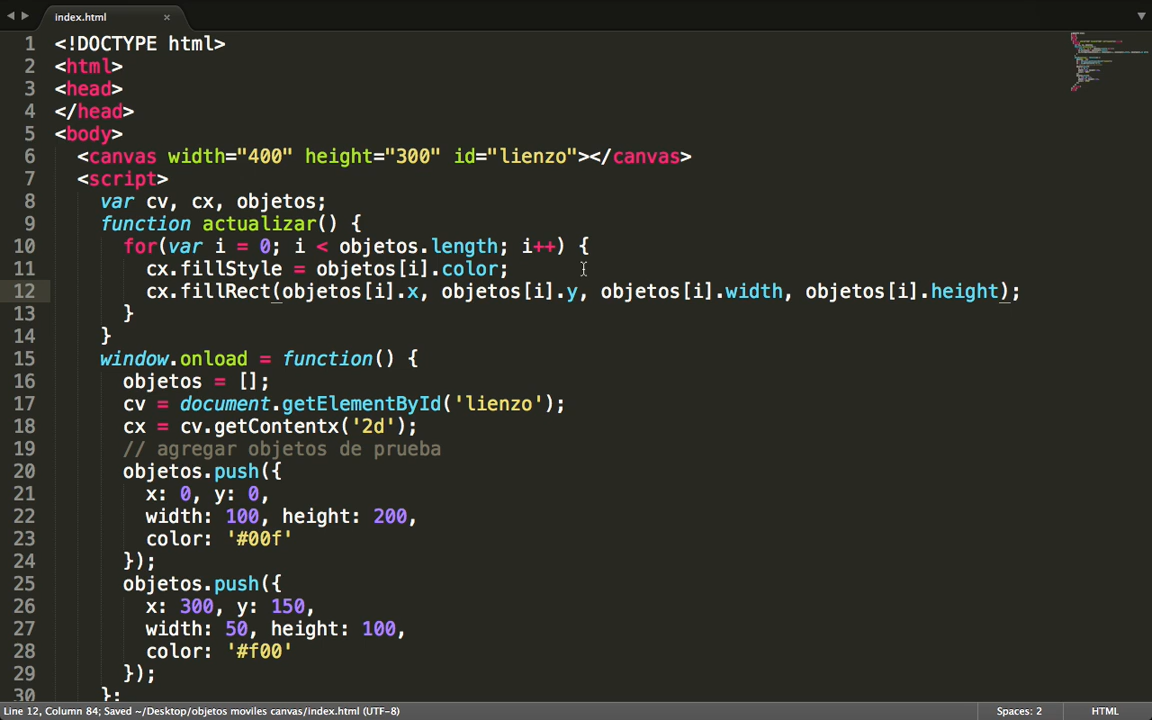 index.html ×
1 <!DOCTYPE html>
2 <html>
3 <head>
4 </head>
5 <body>
6 <canvas width="400" height="300" id="lienzo"></canvas>
7 <script>
8 var cv, cx, objetos;
9 function actualizar() {
10 for(var i = 0; i < objetos.length; i++) {
11 cx.fillStyle = objetos[i].color;
12 cx.fillRect(objetos[i].x, objetos[i].y, objetos[i].width, objetos[i].height);
13 }
14 }
15 window.onload = function() {
16 objetos = [];
17 cv = document.getElementById('lienzo');
18 cx = cv.getContentx('2d');
19 // agregar objetos de prueba
20 objetos.push({
21 x: 0, y: 0,
22 width: 100, height: 200,
23 color: '#00f'
24 });
25 objetos.push({
26 x: 300, y: 150,
27 width: 50, height: 100,
28 color: '#f00'
29 });
30 };
Line 12, Column 84; Saved ~/Desktop/objetos moviles canvas/index.html (UTF-8) Spaces: 2 HTML